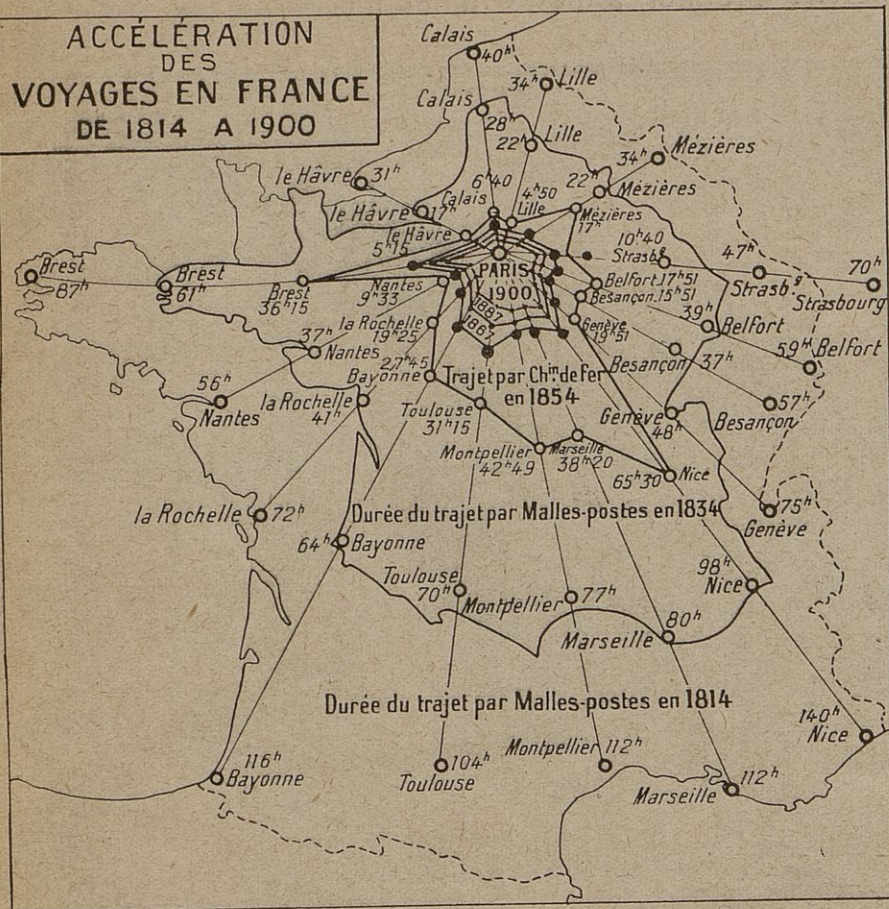 ACCÉLÉRATION
DES
VOYAGES EN FRANCE
DE 1814 A 1900
Calais
40h
34h Lille
Calais
28h
Lille
22h
Mézières
34h
22h
Mézières
le Hâvre 31h
le Hâvre 17h
Calais
6h40
4h50
Lille
Mézières
17h
le Hâvre
5h15
10h40
Strasbg
47h
Strasbg
70h
Strasbourg
Brest
87h
Brest
61h
Brest
36h15
PARIS
1900
1887
1867
Nantes
9h33
Belfort 17h51
Besançon 15h51
Genève
19h51
39h
Belfort
59h Belfort
la Rochelle
19h25
37h
Nantes
56h
Nantes
27h45
Bayonne
Besançon
37h
57h
Besançon
Trajet par Chin de Fer
en 1854
la Rochelle
41h
Toulouse
31h15
Genève
48h
Montpellier
42h49
Marseille
38h20
65h30 Nice
la Rochelle 72h
Durée du trajet par Malles-postes en 1834
75h
Genève
64h Bayonne
Toulouse
70h
Montpellier 77h
98h
Nice
80h
Marseille
Durée du trajet par Malles-postes en 1814
140h
Nice
116h
Bayonne
104h
Toulouse
Montpellier 112h
112h
Marseille